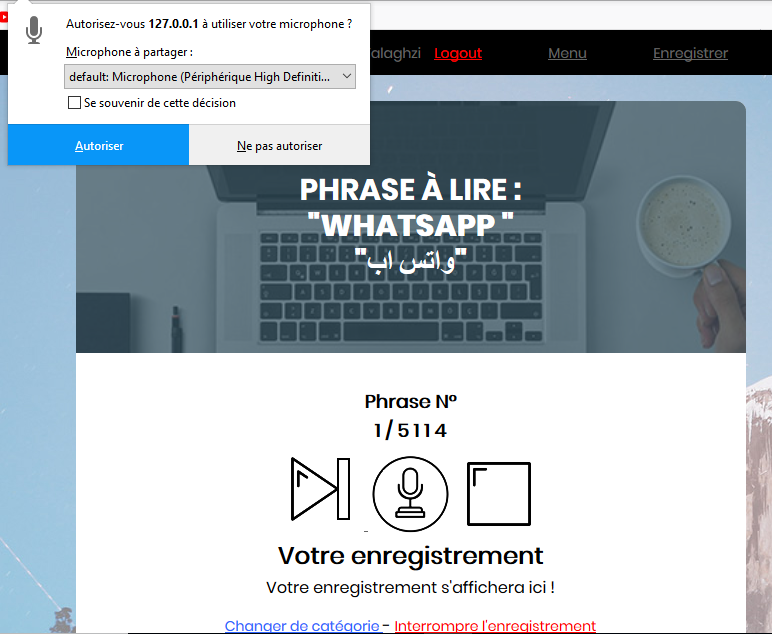 Autorisez-vous 127.0.0.1 à utiliser votre microphone ?
Microphone à partager :
default: Microphone (Périphérique High Definiti...
Se souvenir de cette décision
Autoriser
Ne pas autoriser
alaghzi Logout Menu Enregistrer
PHRASE À LIRE :
"WHATSAPP "
"واتس اب"
Phrase N°
1 / 5114
Votre enregistrement
Votre enregistrement s'affichera ici !
Changer de catégorie - Interrompre l'enregistrement